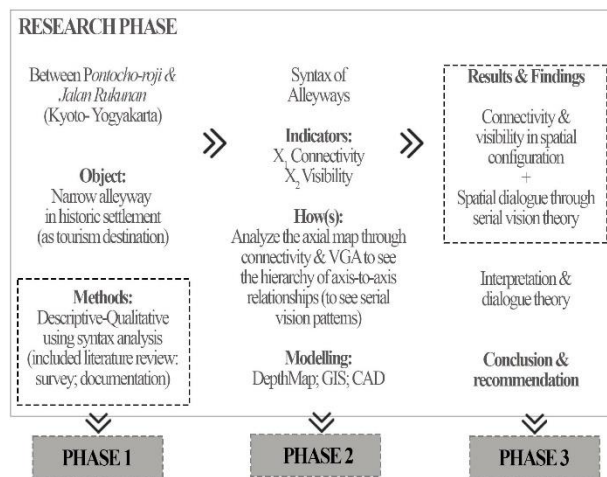 RESEARCH PHASE
Between Pontocho-roji &
Jalan Rukunan
(Kyoto- Yogyakarta)
Object:
Narrow alleyway
in historic settlement
(as tourism destination)
Methods:
Descriptive-Qualitative
using syntax analysis
(included literature review:
survey; documentation)
PHASE 1
Syntax of
Alleyways
Indicators:
X1 Connectivity
X2 Visibility
How(s):
Analyze the axial map through
connectivity & VGA to see
the hierarchy of axis-to-axis
relationships (to see serial
vision patterns)
Modelling:
DepthMap; GIS; CAD
PHASE 2
Results & Findings
Connectivity &
visibility in spatial
configuration
+
Spatial dialogue through
serial vision theory
Interpretation &
dialogue theory
Conclusion &
recommendation
PHASE 3